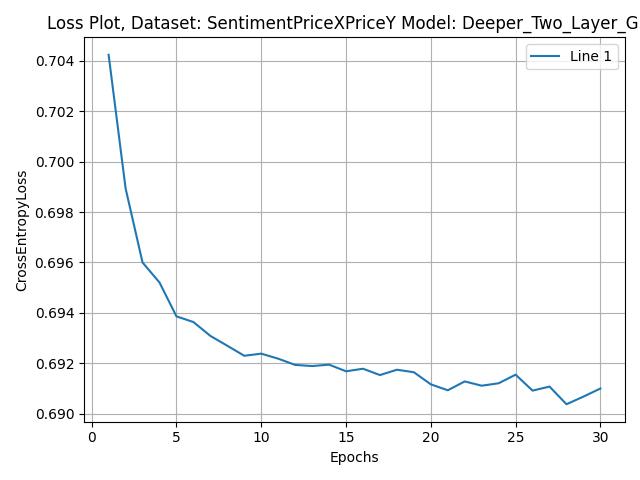 Loss Plot, Dataset: SentimentPriceXPriceY Model: Deeper_Two_Layer_G
Line 1
CrossEntropyLoss
0.704
0.702
0.700
0.698
0.696
0.694
0.692
0.690
0 5 10 15 20 25 30
Epochs